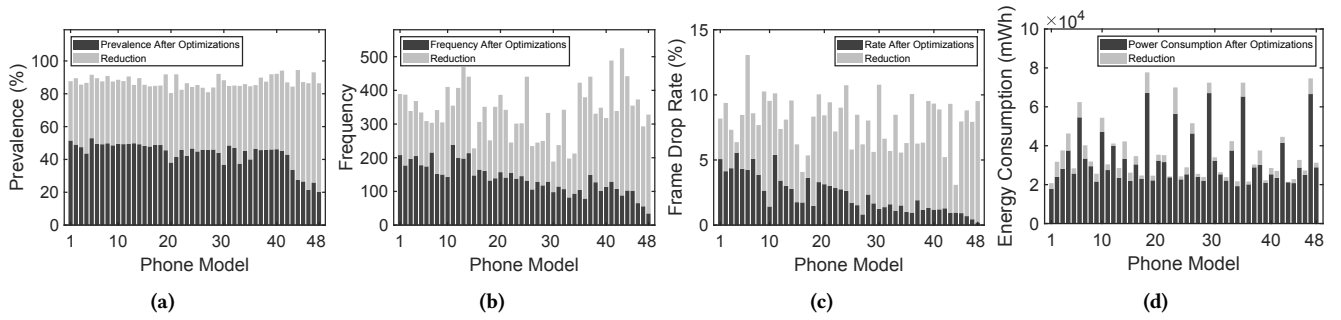 Prevalence (%)
100
80
60
40
20
0
Prevalence After Optimizations
Reduction
1
10
20
30
40
48
Phone Model
(a)
Frequency
500
400
300
200
100
0
Frequency After Optimizations
Reduction
1
10
20
30
40
48
Phone Model
(b)
Frame Drop Rate (%)
15
10
5
0
Rate After Optimizations
Reduction
1
10
20
30
40
48
Phone Model
(c)
Energy Consumption (mWh)
×10⁴
10
8
6
4
2
0
Power Consumption After Optimizations
Reduction
1
10
20
30
40
48
Phone Model
(d)